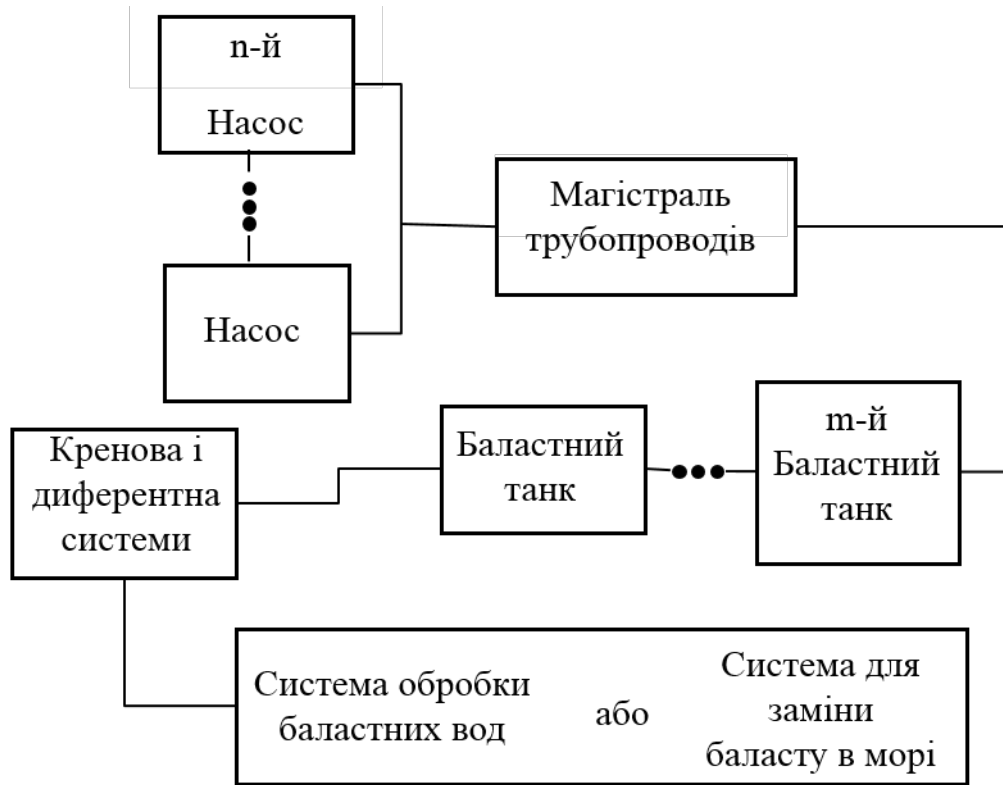 n-й
Насос
Магістраль
трубопроводів
Насос
Кренова і
диферентна
системи
Баластний
танк
m-й
Баластний
танк
Система обробки
баластних вод
або
Система для
заміни
баласту в морі